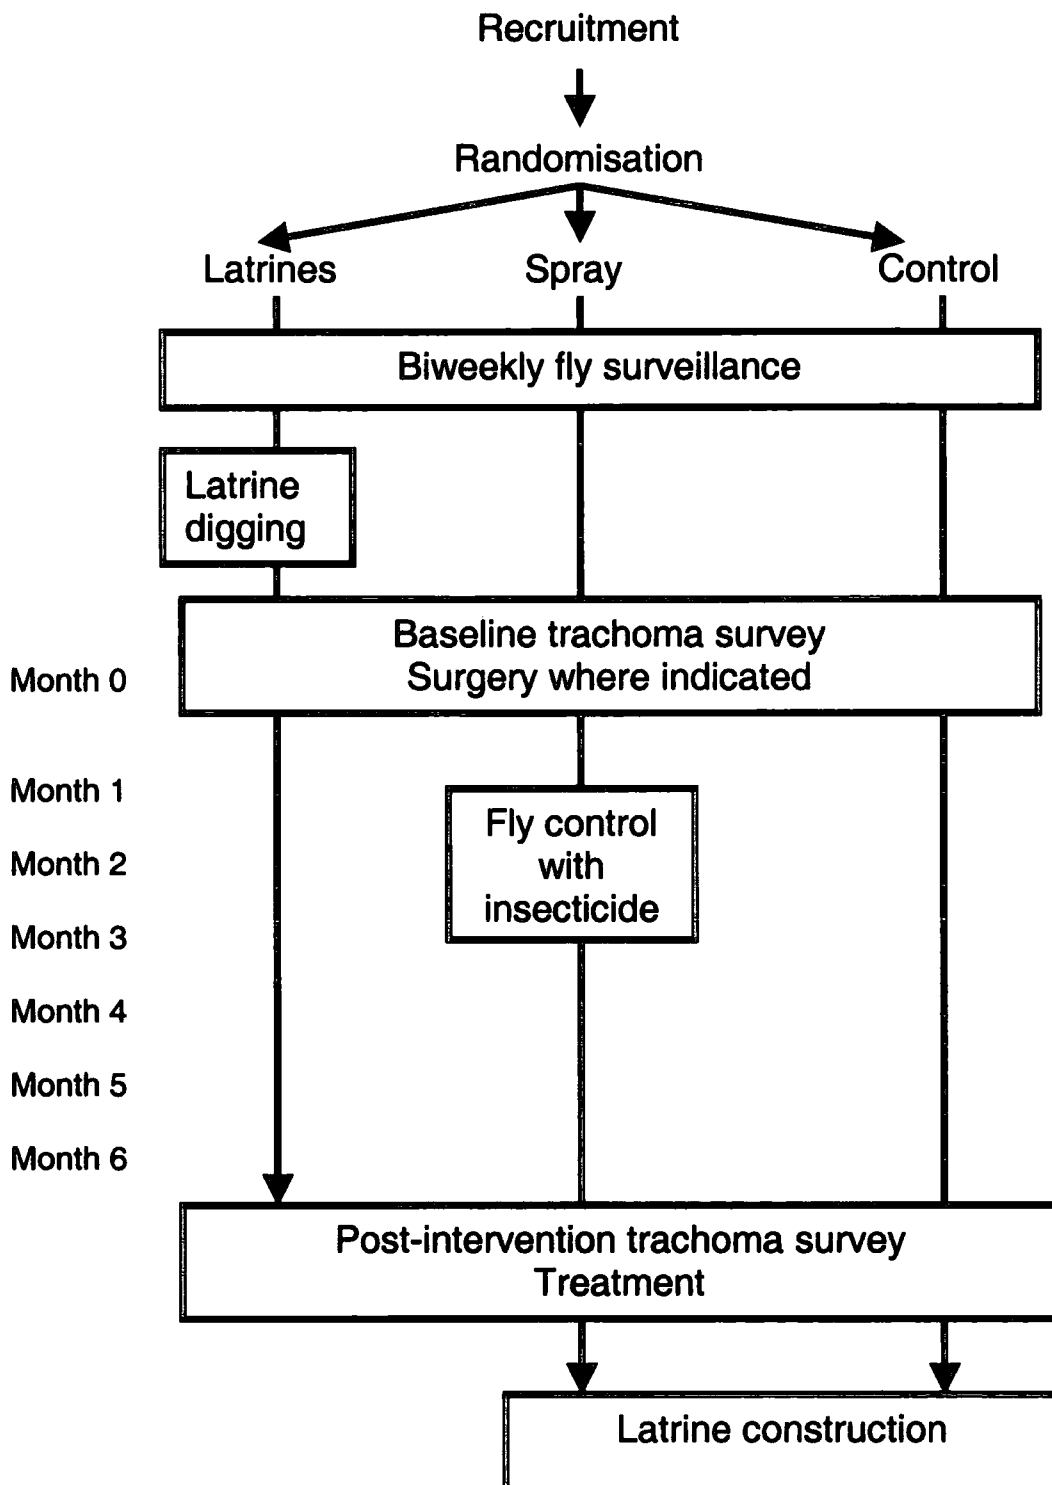 Recruitment
Randomisation
Latrines
Spray
Control
Biweekly fly surveillance
Latrine
digging
Baseline trachoma survey
Surgery where indicated
Month 0
Month 1
Fly control
with
insecticide
Month 2
Month 3
Month 4
Month 5
Month 6
Post-intervention trachoma survey
Treatment
Latrine construction